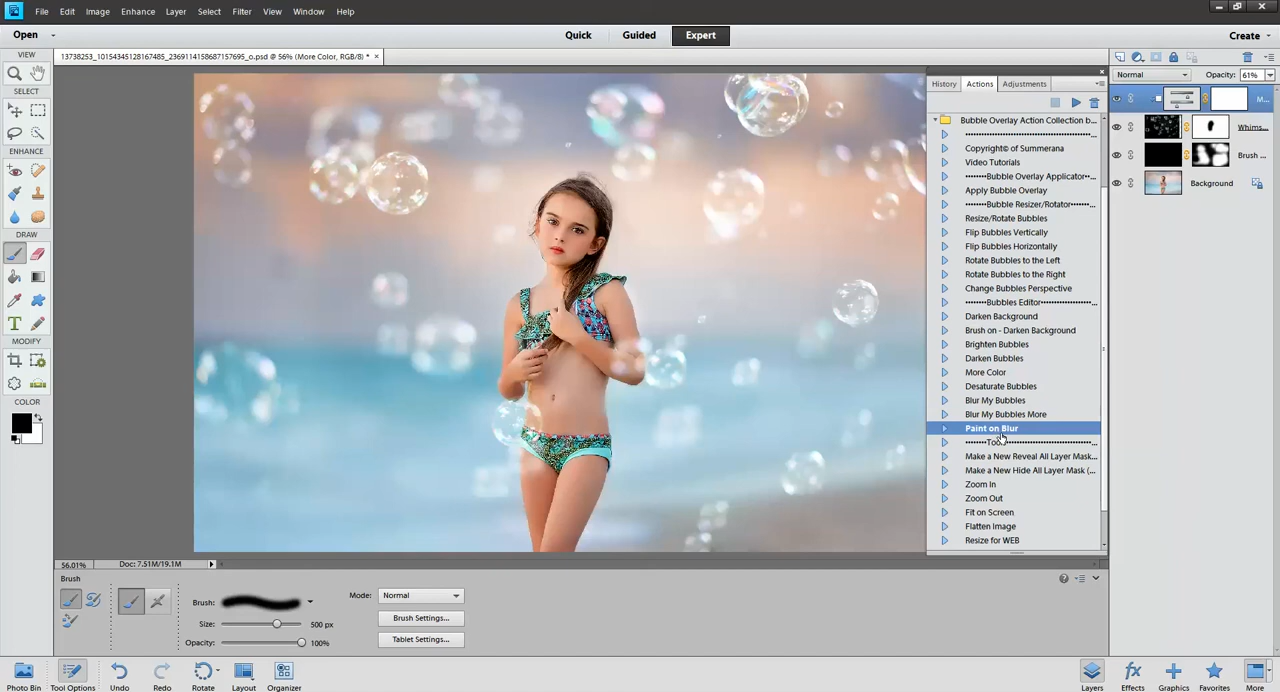 File Edit Image Enhance Layer Select Filter View Window Help
Open Quick Guided Expert Create
VIEW
13738253_10154345128167485_2369114158687157695_o.psd @ 56% (More Color, RGB/8) * ×
Normal Opacity: 61%
SELECT
History Actions Adjustments
M...
Bubble Overlay Action Collection b...
Whims...
Copyright© of Summerana
ENHANCE
Brush ...
Video Tutorials
Bubble Overlay Applicator
Background
Apply Bubble Overlay
Bubble Resizer/Rotator
Resize/Rotate Bubbles
DRAW
Flip Bubbles Vertically
Flip Bubbles Horizontally
Rotate Bubbles to the Left
Rotate Bubbles to the Right
Change Bubbles Perspective
Bubbles Editor
Darken Background
T
Brush on - Darken Background
MODIFY
Brighten Bubbles
Darken Bubbles
More Color
Desaturate Bubbles
COLOR
Blur My Bubbles
Blur My Bubbles More
Paint on Blur
Make a New Reveal All Layer Mask...
Make a New Hide All Layer Mask (...
Zoom In
Zoom Out
Fit on Screen
Flatten Image
Resize for WEB
56.01% Doc: 7.51M/19.1M
Brush
Brush: Mode: Normal
Size: 500 px Brush Settings...
Opacity: 100% Tablet Settings...
Photo Bin Tool Options Undo Redo Rotate Layout Organizer Layers Effects Graphics Favorites More